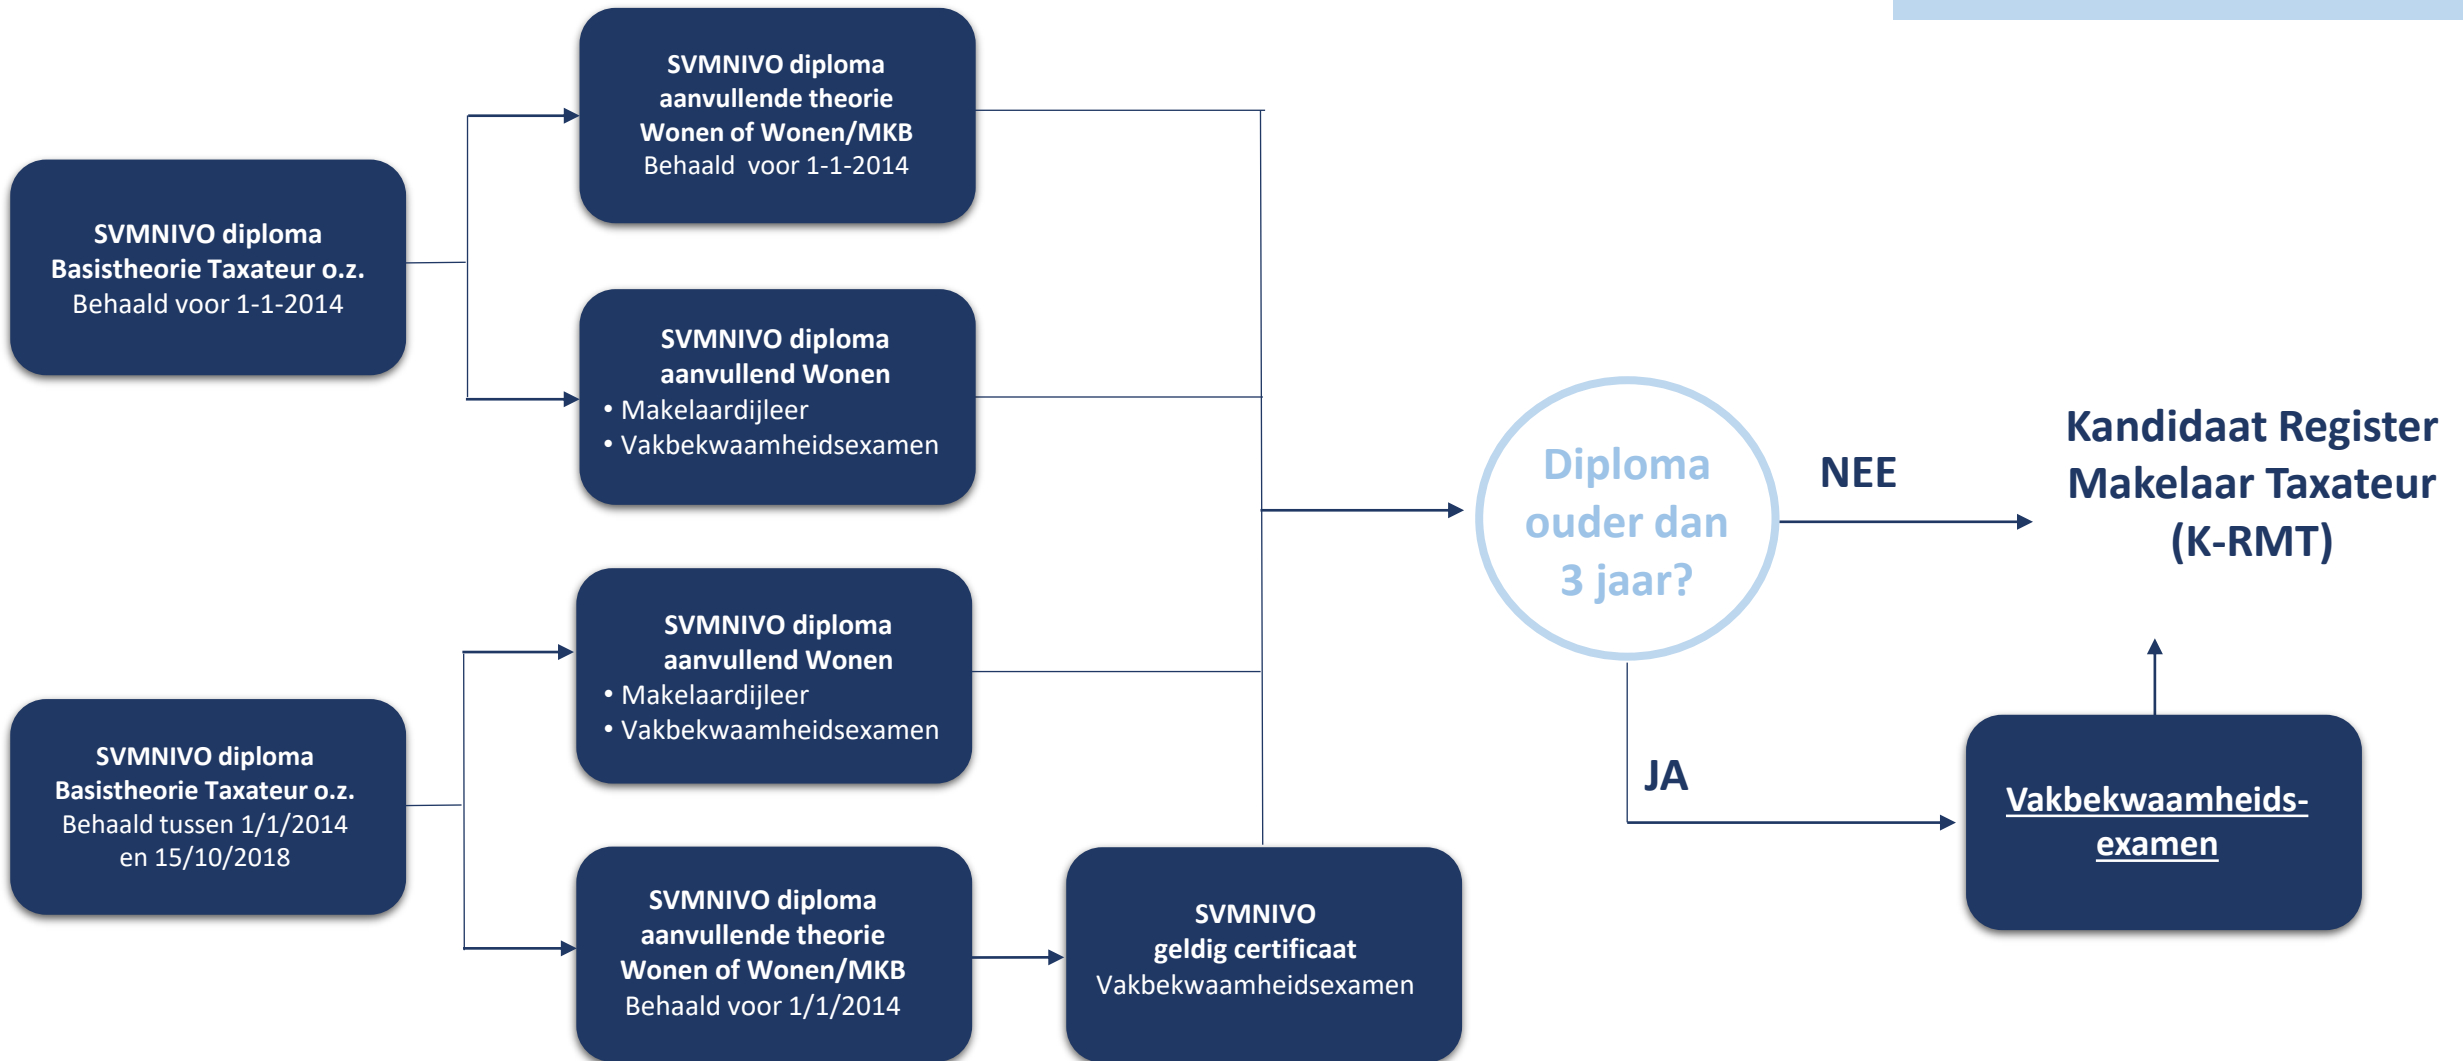 SVMNIVO diploma
Basistheorie Taxateur o.z.
Behaald voor 1-1-2014
SVMNIVO diploma
aanvullende theorie
Wonen of Wonen/MKB
Behaald  voor 1-1-2014
SVMNIVO diploma
aanvullend Wonen
• Makelaardijleer
• Vakbekwaamheidsexamen
SVMNIVO diploma
Basistheorie Taxateur o.z.
Behaald tussen 1/1/2014
en 15/10/2018
SVMNIVO diploma
aanvullend Wonen
• Makelaardijleer
• Vakbekwaamheidsexamen
SVMNIVO diploma
aanvullende theorie
Wonen of Wonen/MKB
Behaald voor 1/1/2014
SVMNIVO
geldig certificaat
Vakbekwaamheidsexamen
Diploma
ouder dan
3 jaar?
NEE
JA
Kandidaat Register
Makelaar Taxateur
(K-RMT)
Vakbekwaamheids-
examen